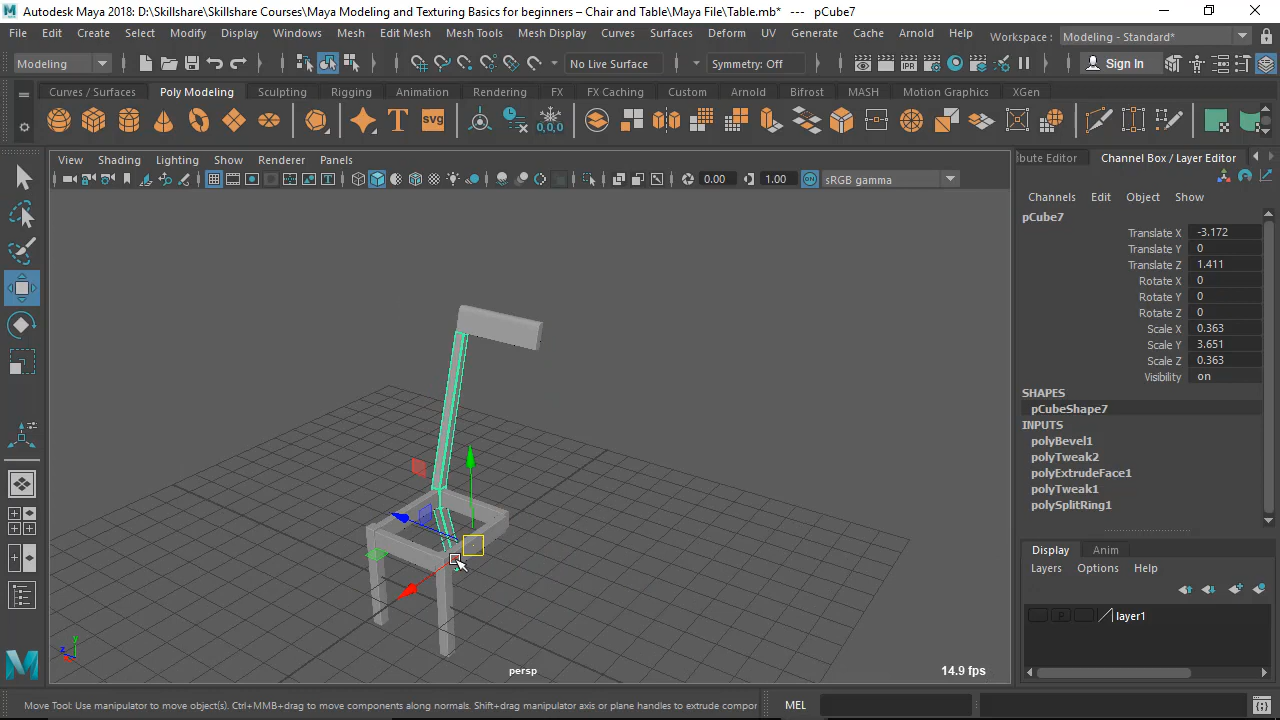 Autodesk Maya 2018: D:\Skillshare\Skillshare Courses\Maya Modeling and Texturing Basics for beginners – Chair and Table\Maya File\Table.mb* --- pCube7
File Edit Create Select Modify Display Windows Mesh Edit Mesh Mesh Tools Mesh Display Curves Surfaces Deform UV Generate Cache Arnold Help Workspace : Modeling - Standard*
Modeling No Live Surface Symmetry: Off IPR Sign In
Curves / Surfaces Poly Modeling Sculpting Rigging Animation Rendering FX FX Caching Custom Arnold Bifrost MASH Motion Graphics XGen
T svg 0,0,0
View Shading Lighting Show Renderer Panels
0.00 1.00 ON sRGB gamma
ibute Editor Channel Box / Layer Editor
Channels Edit Object Show
pCube7
Translate X -3.172
Translate Y 0
Translate Z 1.411
Rotate X 0
Rotate Y 0
Rotate Z 0
Scale X 0.363
Scale Y 3.651
Scale Z 0.363
Visibility on
SHAPES
pCubeShape7
INPUTS
polyBevel1
polyTweak2
polyExtrudeFace1
polyTweak1
polySplitRing1
Display Anim
Layers Options Help
P layer1
y
z
persp
14.9 fps
M
Move Tool: Use manipulator to move object(s). Ctrl+MMB+drag to move components along normals. Shift+drag manipulator axis or plane handles to extrude compor
MEL